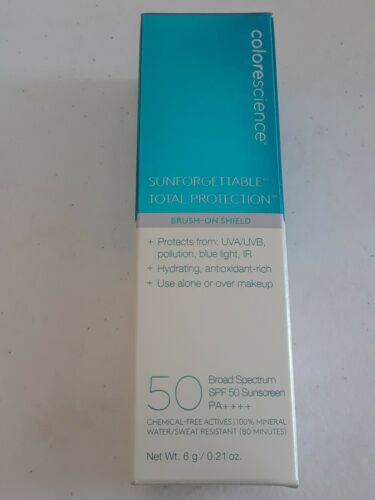 colorescience®
SUNFORGETTABLE®
TOTAL PROTECTION™
BRUSH-ON SHIELD
+ Protects from: UVA/UVB,
pollution, blue light, IR
+ Hydrating, antioxidant-rich
+ Use alone or over makeup
50 Broad Spectrum
SPF 50 Sunscreen
PA++++
CHEMICAL-FREE ACTIVES | 100% MINERAL
WATER/SWEAT RESISTANT (80 MINUTES)
Net Wt. 6 g / 0.21 oz.